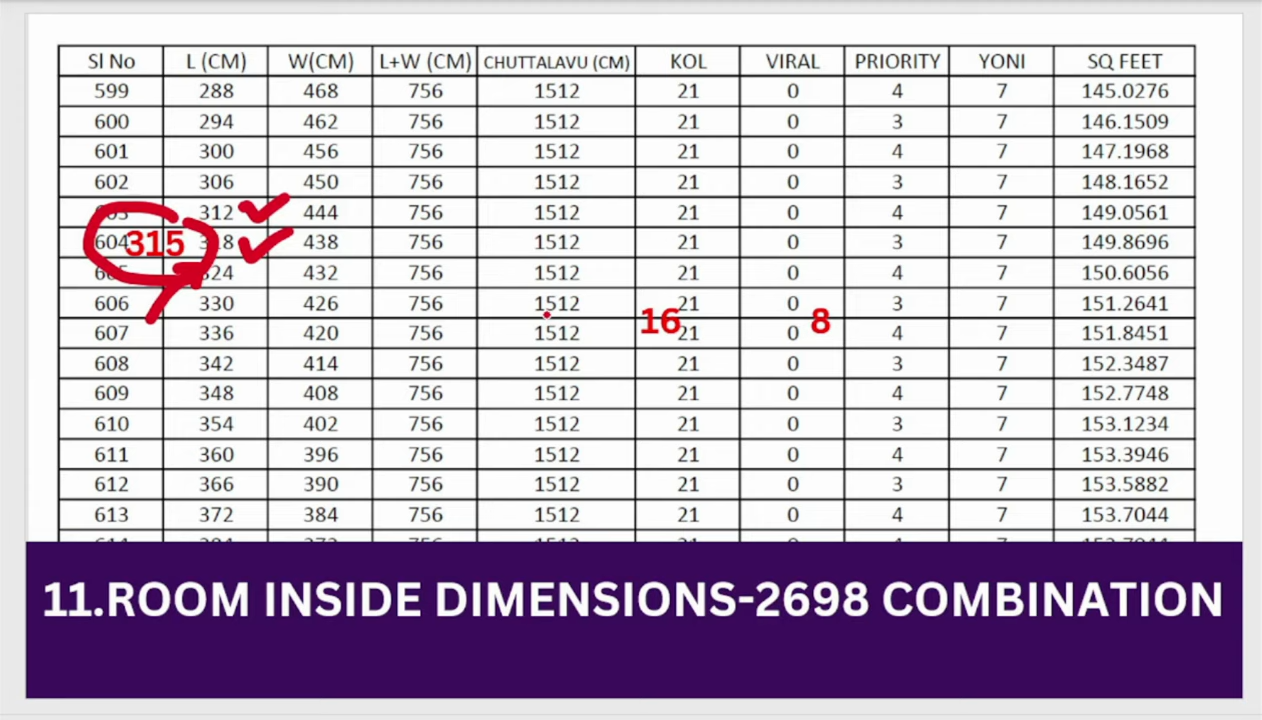 Sl No L (CM) W(CM) L+W (CM) CHUTTALAVU (CM) KOL VIRAL PRIORITY YONI SQ FEET
599 288 468 756 1512 21 0 4 7 145.0276
600 294 462 756 1512 21 0 3 7 146.1509
601 300 456 756 1512 21 0 4 7 147.1968
602 306 450 756 1512 21 0 3 7 148.1652
312 444 756 1512 21 0 4 7 149.0561
604 315 438 756 1512 21 0 3 7 149.8696
432 756 1512 21 0 4 7 150.6056
606 330 426 756 1512 21 0 3 7 151.2641
16 8
607 336 420 756 1512 21 0 4 7 151.8451
608 342 414 756 1512 21 0 3 7 152.3487
609 348 408 756 1512 21 0 4 7 152.7748
610 354 402 756 1512 21 0 3 7 153.1234
611 360 396 756 1512 21 0 4 7 153.3946
612 366 390 756 1512 21 0 3 7 153.5882
613 372 384 756 1512 21 0 4 7 153.7044
11.ROOM INSIDE DIMENSIONS-2698 COMBINATION